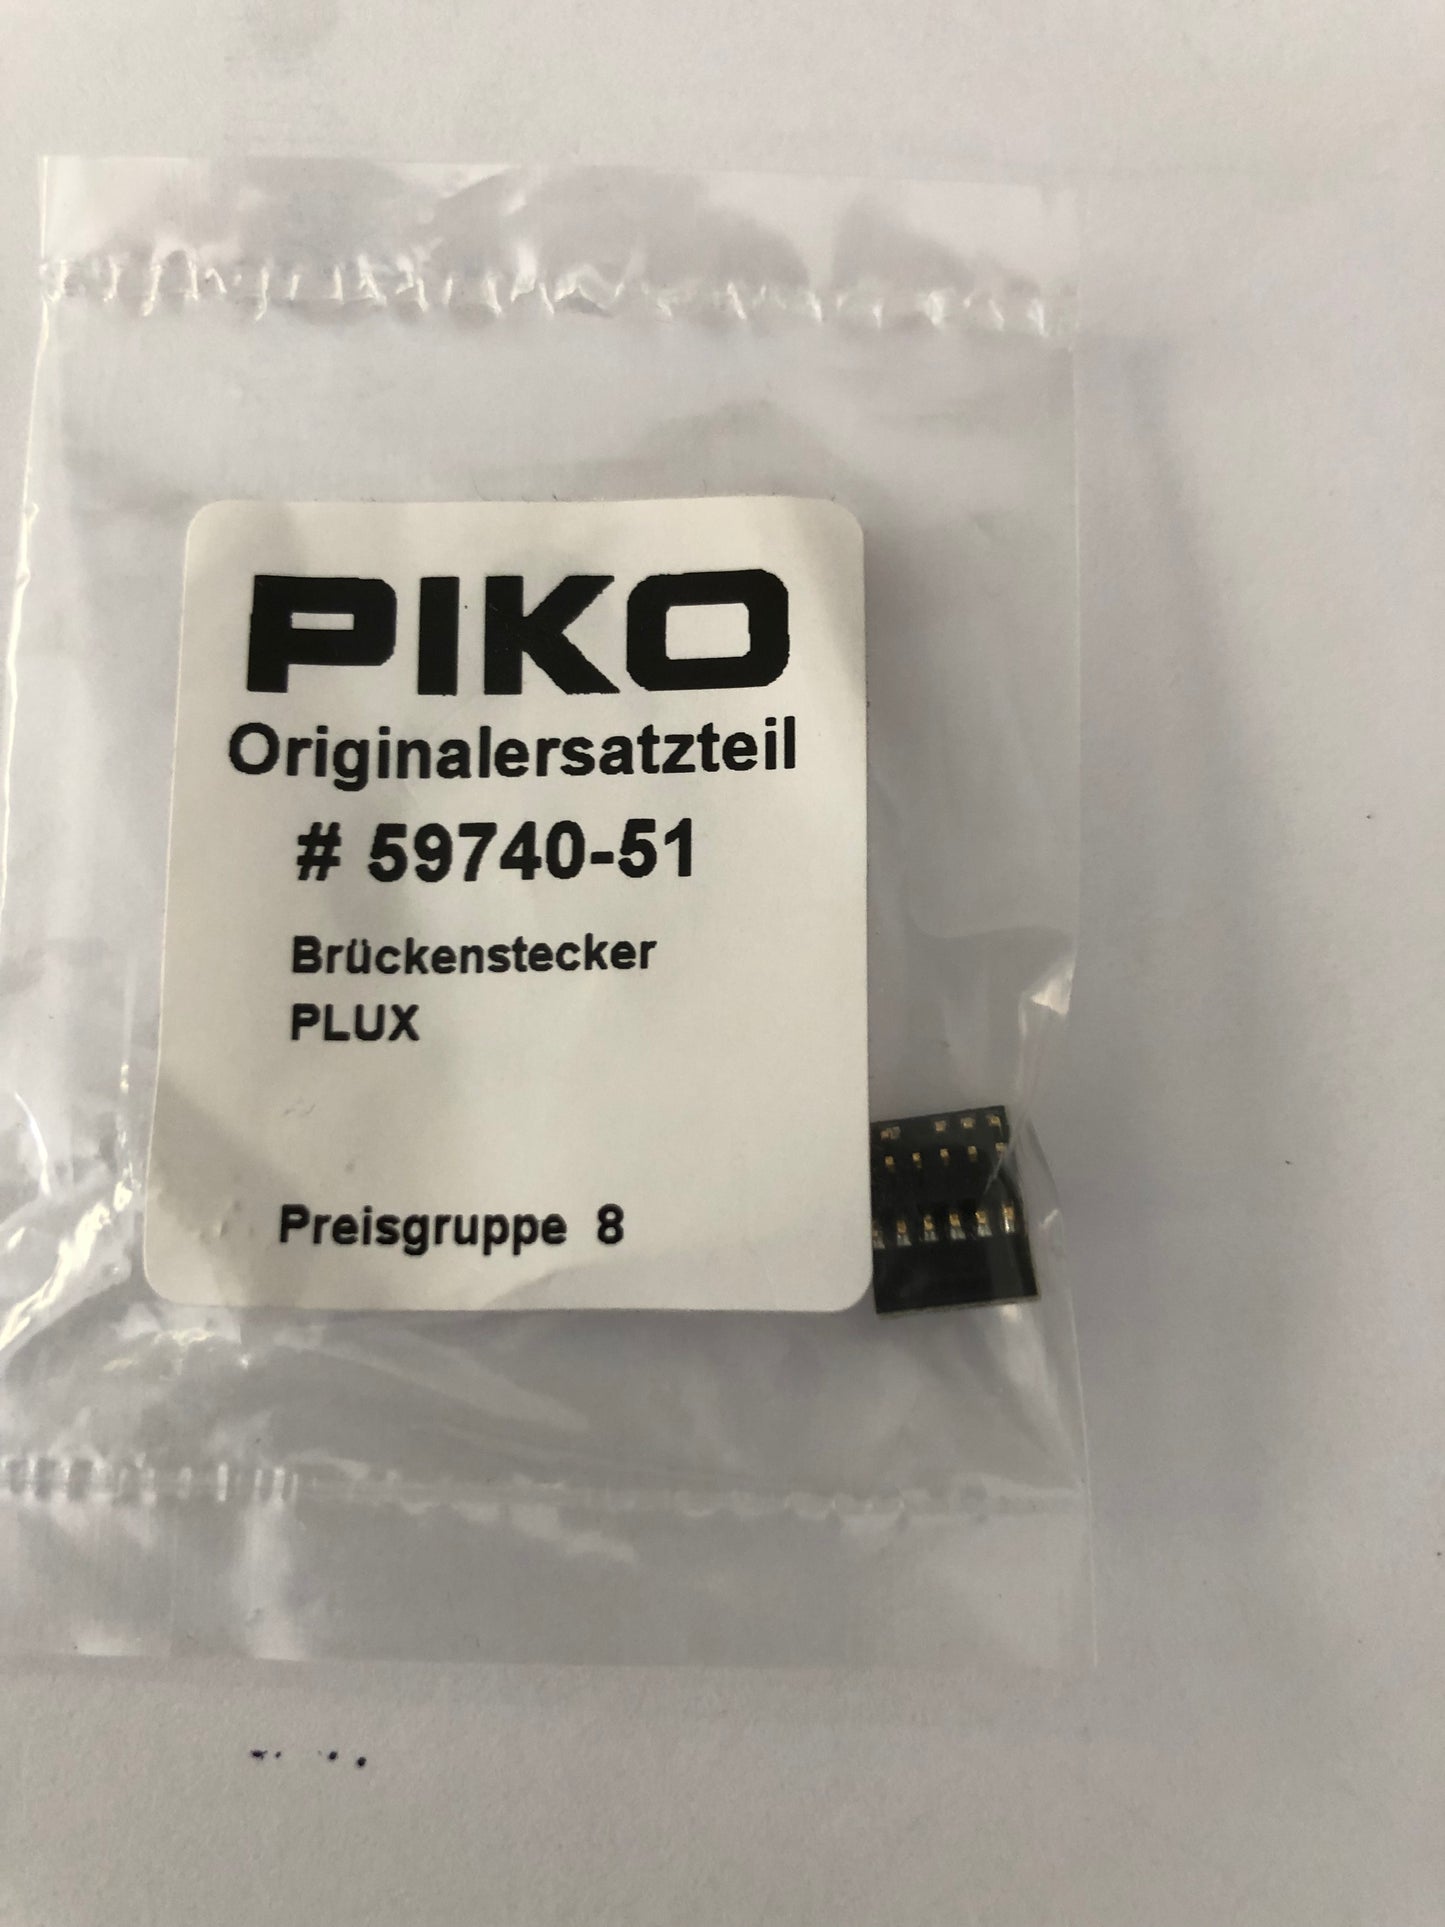 PIKO
Originalersatzteil
# 59740-51
Brückenstecker
PLUX
Preisgruppe 8